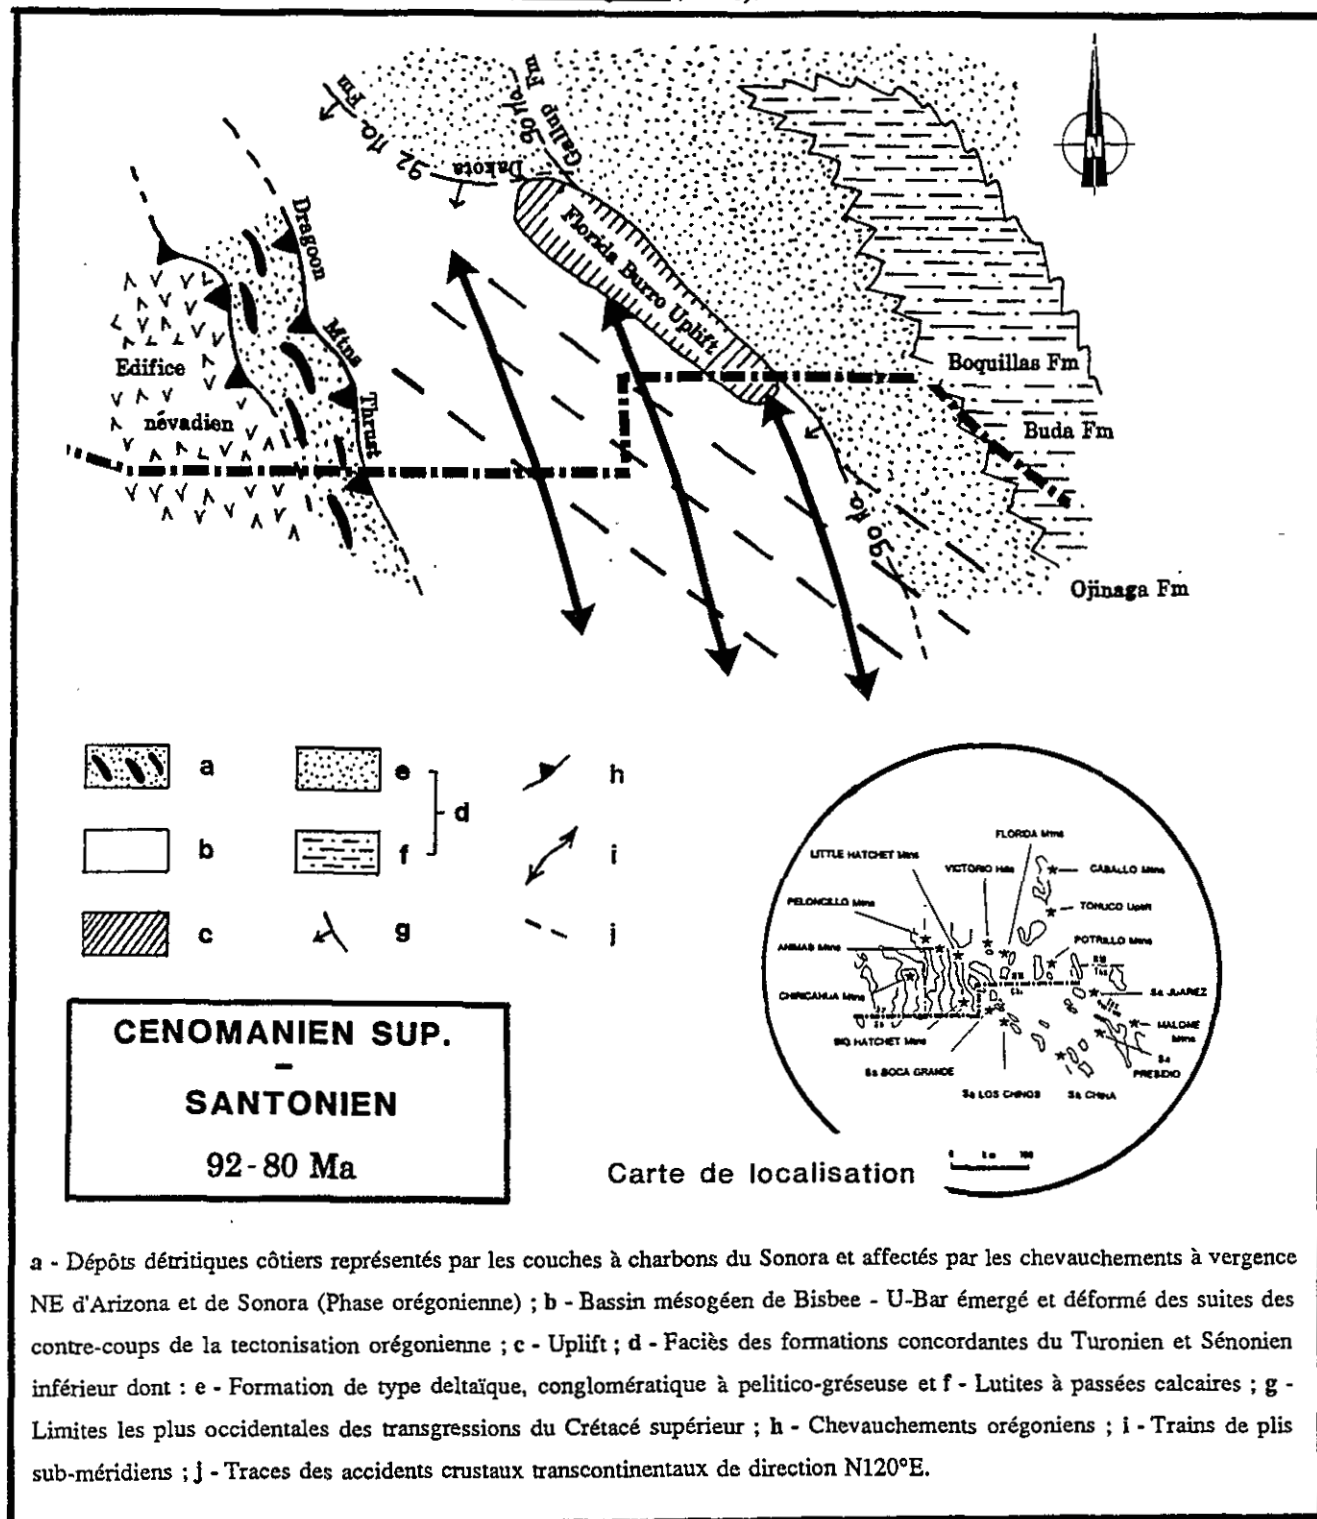 Fm
92 Ma.
Dakota
90 Ma.
Gallup Fm
N
Dragoon
Mtns
Thrust
Florida Burro Uplift
Edifice
névadien
Boquillas Fm
Buda Fm
90 Ma.
Ojinaga Fm
a
b
c
e
d
f
g
h
i
j
CENOMANIEN SUP.
-
SANTONIEN
92-80 Ma
FLORIDA Mtns
LITTLE HATCHET Mtns
VICTORIO Hills
CABALLO Mtns
PELONCILLO Mtns
TONUCO Uplift
ANIMAS Mtns
POTRILLO Mtns
CHIRICAHUA Mtns
Sa JUAREZ
BIG HATCHET Mtns
MALONE Mtns
Sa BOCA GRANDE
Sa PRESIDIO
Sa LOS CHINOS
Sa CHINA
Carte de localisation
0 km 100
a - Dépôts détritiques côtiers représentés par les couches à charbons du Sonora et affectés par les chevauchements à vergence
NE d'Arizona et de Sonora (Phase orégonienne) ; b - Bassin mésogéen de Bisbee - U-Bar émergé et déformé des suites des
contre-coups de la tectonisation orégonienne ; c - Uplift ; d - Faciès des formations concordantes du Turonien et Sénonien
inférieur dont : e - Formation de type deltaïque, conglomératique à pelitico-gréseuse et f - Lutites à passées calcaires ; g -
Limites les plus occidentales des transgressions du Crétacé supérieur ; h - Chevauchements orégoniens ; i - Trains de plis
sub-méridiens ; j - Traces des accidents crustaux transcontinentaux de direction N120°E.